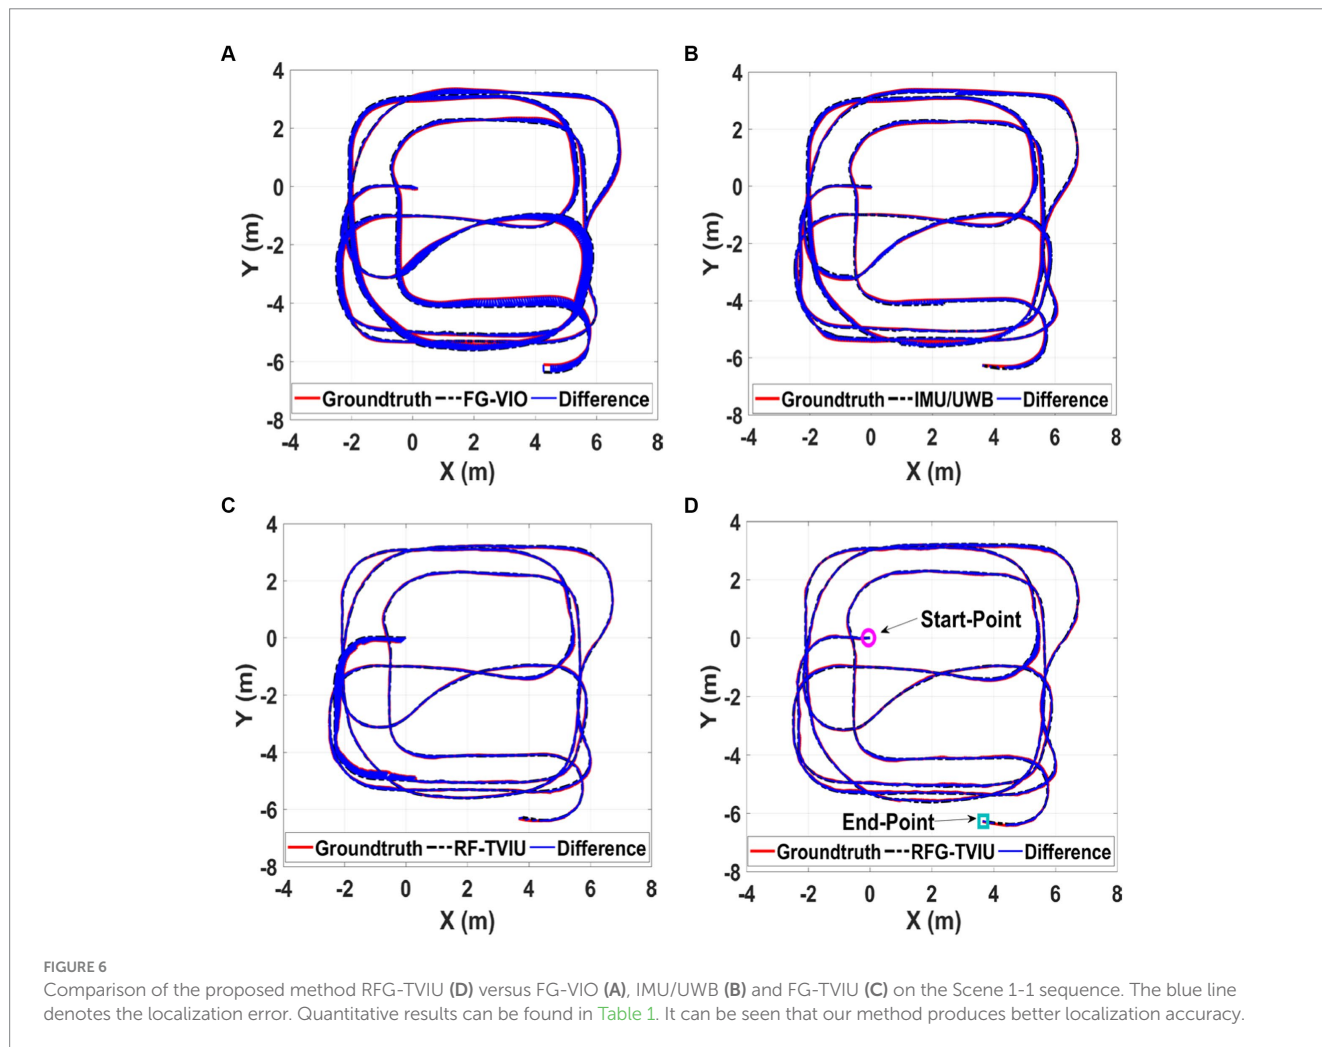 A
B
4
2
0
-2
-4
-6
-8
Y (m)
Groundtruth FG-VIO Difference
-4 -2 0 2 4 6 8
X (m)
4
2
0
-2
-4
-6
-8
Y (m)
Groundtruth IMU/UWB Difference
-4 -2 0 2 4 6 8
X (m)
C
D
4
2
0
-2
-4
-6
-8
Y (m)
Groundtruth RF-TVIU Difference
-4 -2 0 2 4 6 8
X (m)
4
2
0
-2
-4
-6
-8
Y (m)
Start-Point
End-Point
Groundtruth RFG-TVIU Difference
-4 -2 0 2 4 6 8
X (m)
FIGURE 6
Comparison of the proposed method RFG-TVIU (D) versus FG-VIO (A), IMU/UWB (B) and FG-TVIU (C) on the Scene 1-1 sequence. The blue line
denotes the localization error. Quantitative results can be found in Table 1. It can be seen that our method produces better localization accuracy.